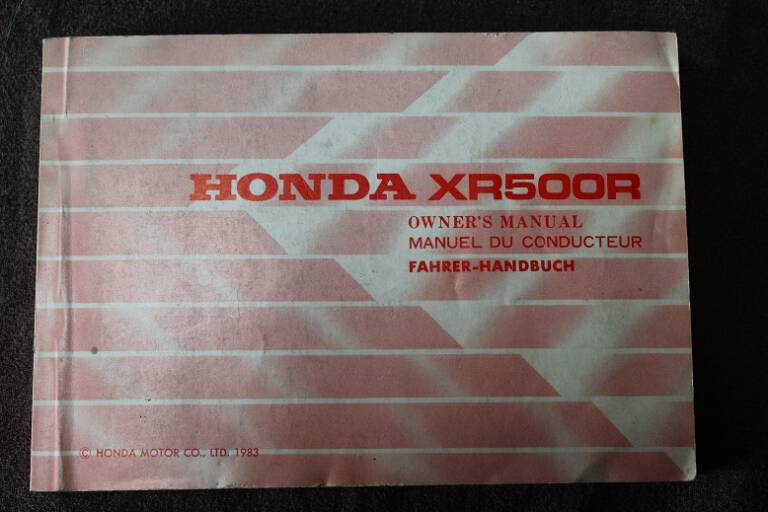 HONDA XR500R
OWNER'S MANUAL
MANUEL DU CONDUCTEUR
FAHRER-HANDBUCH
© HONDA MOTOR CO., LTD. 1983